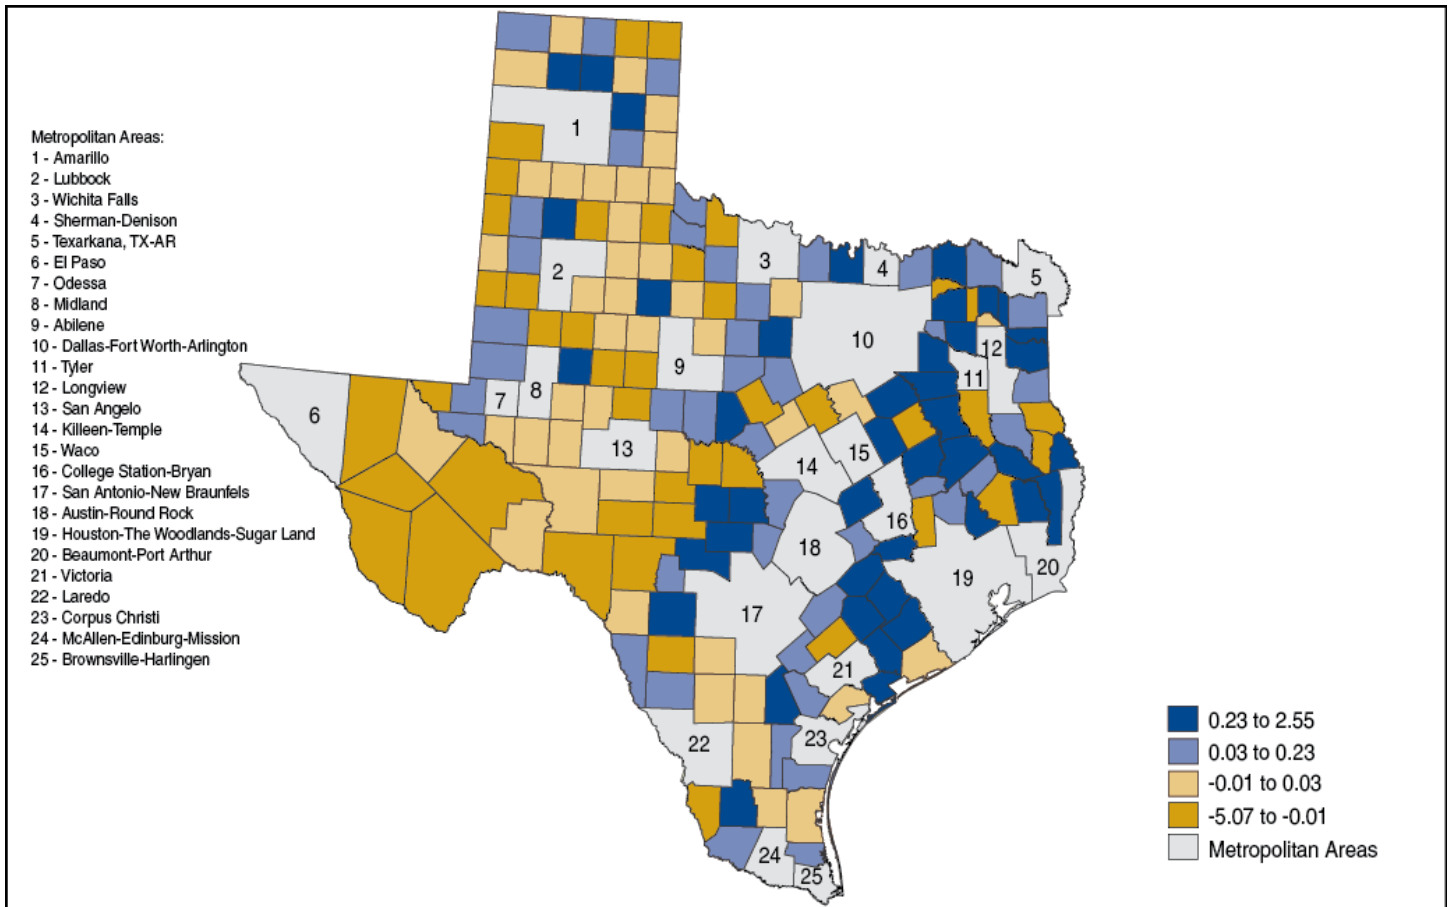 Metropolitan Areas:
1 - Amarillo
2 - Lubbock
3 - Wichita Falls
4 - Sherman-Denison
5 - Texarkana, TX-AR
6 - El Paso
7 - Odessa
8 - Midland
9 - Abilene
10 - Dallas-Fort Worth-Arlington
11 - Tyler
12 - Longview
13 - San Angelo
14 - Killeen-Temple
15 - Waco
16 - College Station-Bryan
17 - San Antonio-New Braunfels
18 - Austin-Round Rock
19 - Houston-The Woodlands-Sugar Land
20 - Beaumont-Port Arthur
21 - Victoria
22 - Laredo
23 - Corpus Christi
24 - McAllen-Edinburg-Mission
25 - Brownsville-Harlingen
1
2
3
4
5
12
10
9
11
8
7
6
13
15
14
16
18
20
19
17
21
23
22
24
25
0.23 to 2.55
0.03 to 0.23
-0.01 to 0.03
-5.07 to -0.01
Metropolitan Areas